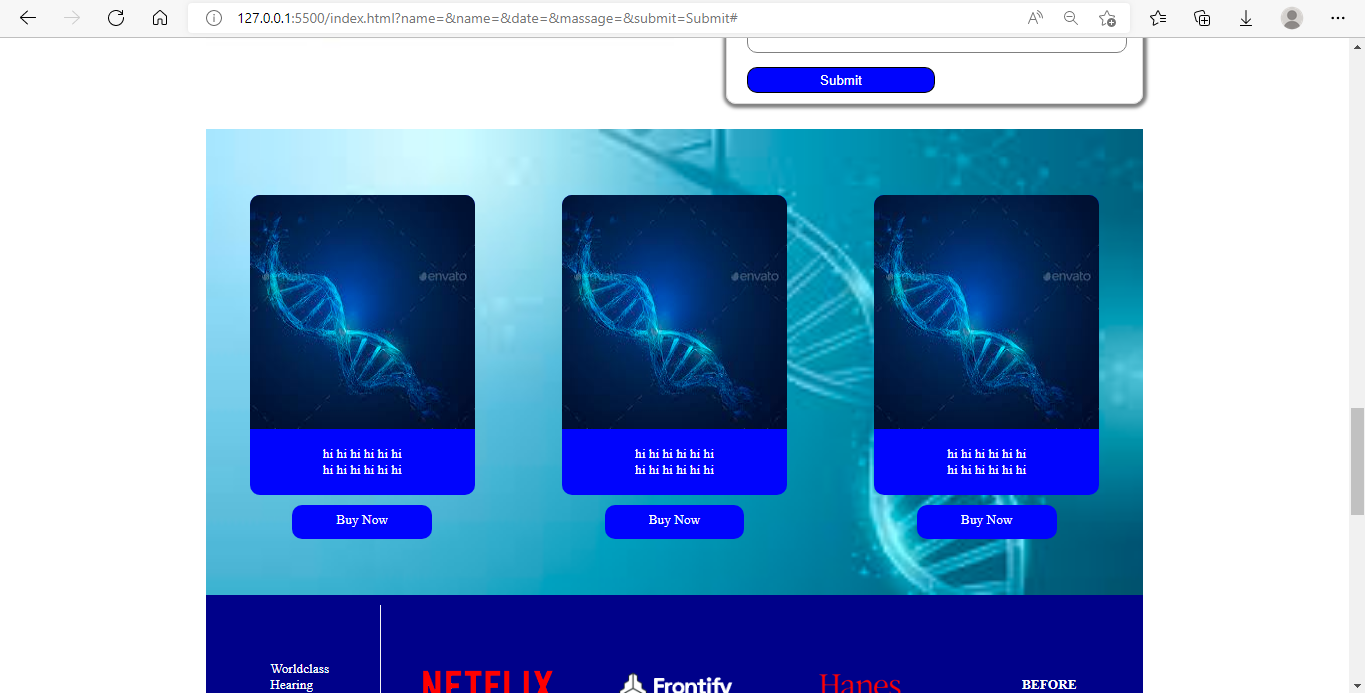 127.0.0.1:5500/index.html?name=&name=&date=&massage=&submit=Submit#
Submit
envato
envato
envato
hi hi hi hi hi hi
hi hi hi hi hi hi
hi hi hi hi hi hi
hi hi hi hi hi hi
hi hi hi hi hi hi
hi hi hi hi hi hi
Buy Now
Buy Now
Buy Now
Worldclass
Hearing
NETFLIX
Frontify
Hanes
BEFORE